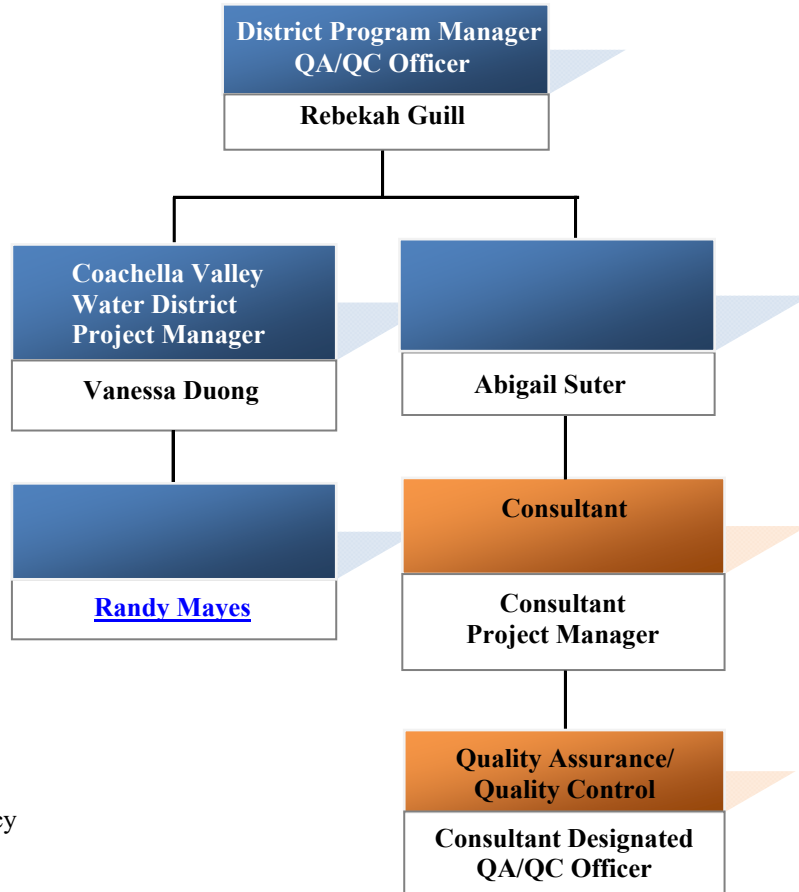 District Program Manager
QA/QC Officer
Rebekah Guill
Coachella Valley
Water District
Project Manager
Vanessa Duong
Abigail Suter
Randy Mayes
Consultant
Consultant
Project Manager
Quality Assurance/
Quality Control
Consultant Designated
QA/QC Officer